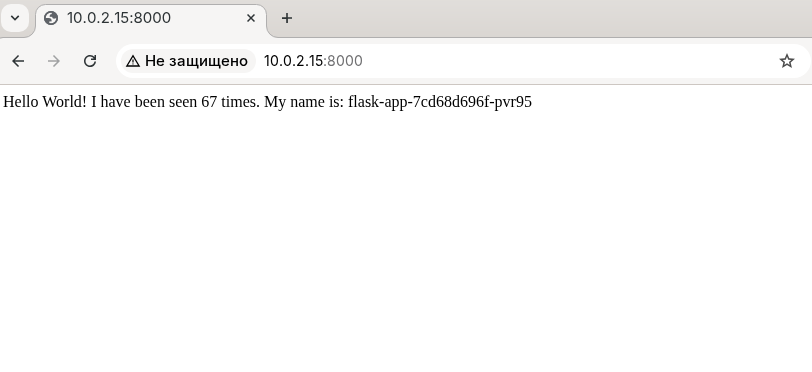 10.0.2.15:8000
Не защищено 10.0.2.15:8000
Hello World! I have been seen 67 times. My name is: flask-app-7cd68d696f-pvr95